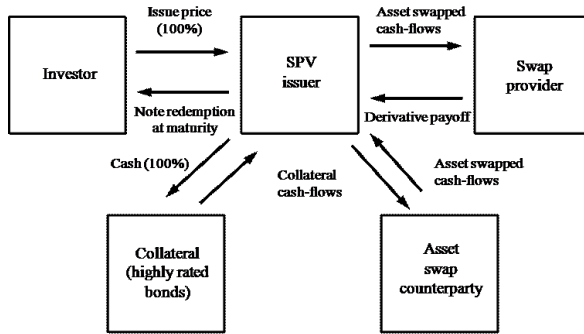 Issue price
(100%)
Asset swapped
cash-flows
Investor
SPV
issuer
Swap
provider
Note redemption
at maturity
Derivative payoff
Cash (100%)
Collateral
cash-flows
Asset swapped
cash-flows
Collateral
(highly rated
bonds)
Asset
swap
counterparty